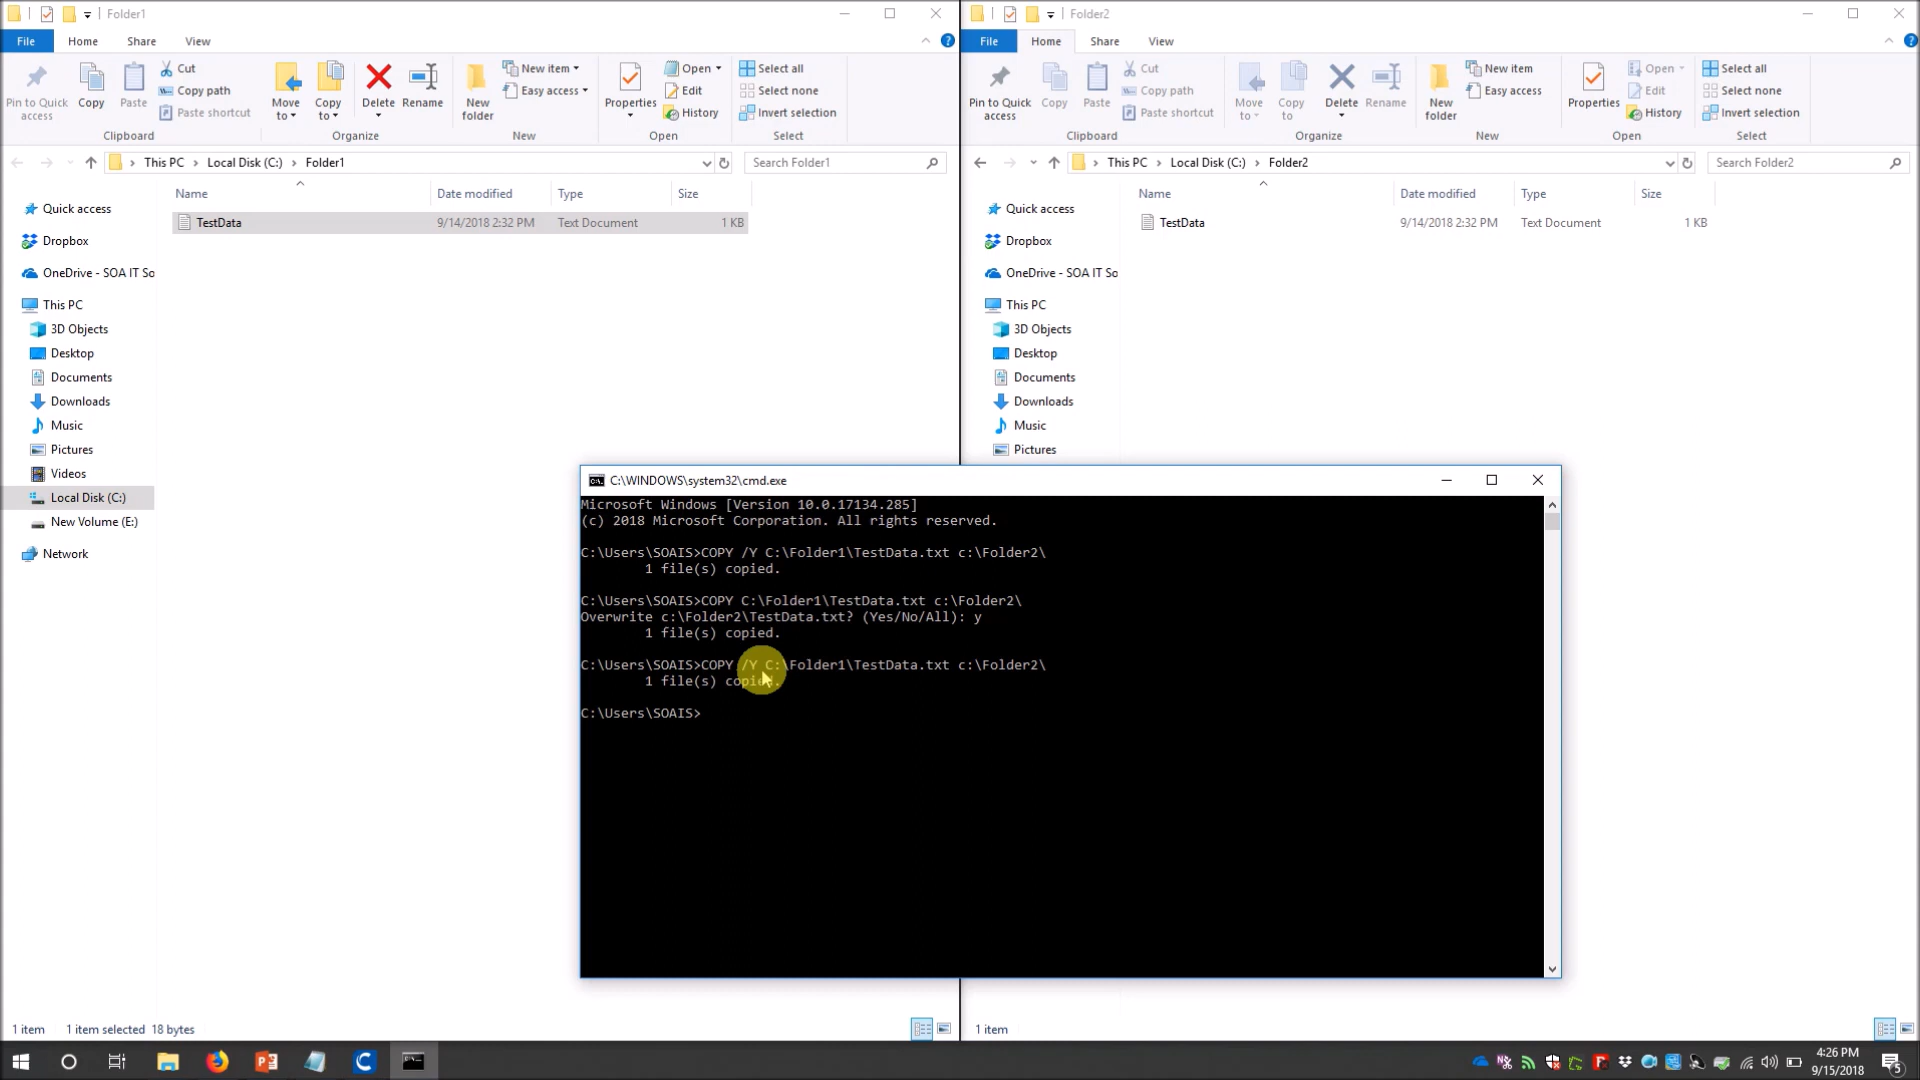 Folder1
File Home Share View
Pin to Quick access
Copy
Paste
Cut
Copy path
Paste shortcut
Clipboard
Move to
Copy to
Delete
Rename
Organize
New folder
New item
Easy access
New
Properties
Open
Edit
History
Open
Select all
Select none
Invert selection
Select
This PC > Local Disk (C:) > Folder1
Search Folder1
Name Date modified Type Size
TestData 9/14/2018 2:32 PM Text Document 1 KB
Quick access
Dropbox
OneDrive - SOA IT So
This PC
3D Objects
Desktop
Documents
Downloads
Music
Pictures
Videos
Local Disk (C:)
New Volume (E:)
Network
1 item 1 item selected 18 bytes
Folder2
File Home Share View
Pin to Quick access
Copy
Paste
Cut
Copy path
Paste shortcut
Clipboard
Move to
Copy to
Delete
Rename
Organize
New folder
New item
Easy access
New
Properties
Open
Edit
History
Open
Select all
Select none
Invert selection
Select
This PC > Local Disk (C:) > Folder2
Search Folder2
Name Date modified Type Size
TestData 9/14/2018 2:32 PM Text Document 1 KB
Quick access
Dropbox
OneDrive - SOA IT So
This PC
3D Objects
Desktop
Documents
Downloads
Music
Pictures
1 item
C:\WINDOWS\system32\cmd.exe
Microsoft Windows [Version 10.0.17134.285]
(c) 2018 Microsoft Corporation. All rights reserved.
C:\Users\SOAIS>COPY /Y C:\Folder1\TestData.txt c:\Folder2\
1 file(s) copied.
C:\Users\SOAIS>COPY C:\Folder1\TestData.txt c:\Folder2\
Overwrite c:\Folder2\TestData.txt? (Yes/No/All): y
1 file(s) copied.
C:\Users\SOAIS>COPY /Y C:\Folder1\TestData.txt c:\Folder2\
1 file(s) copied.
C:\Users\SOAIS>
4:26 PM
9/15/2018
5